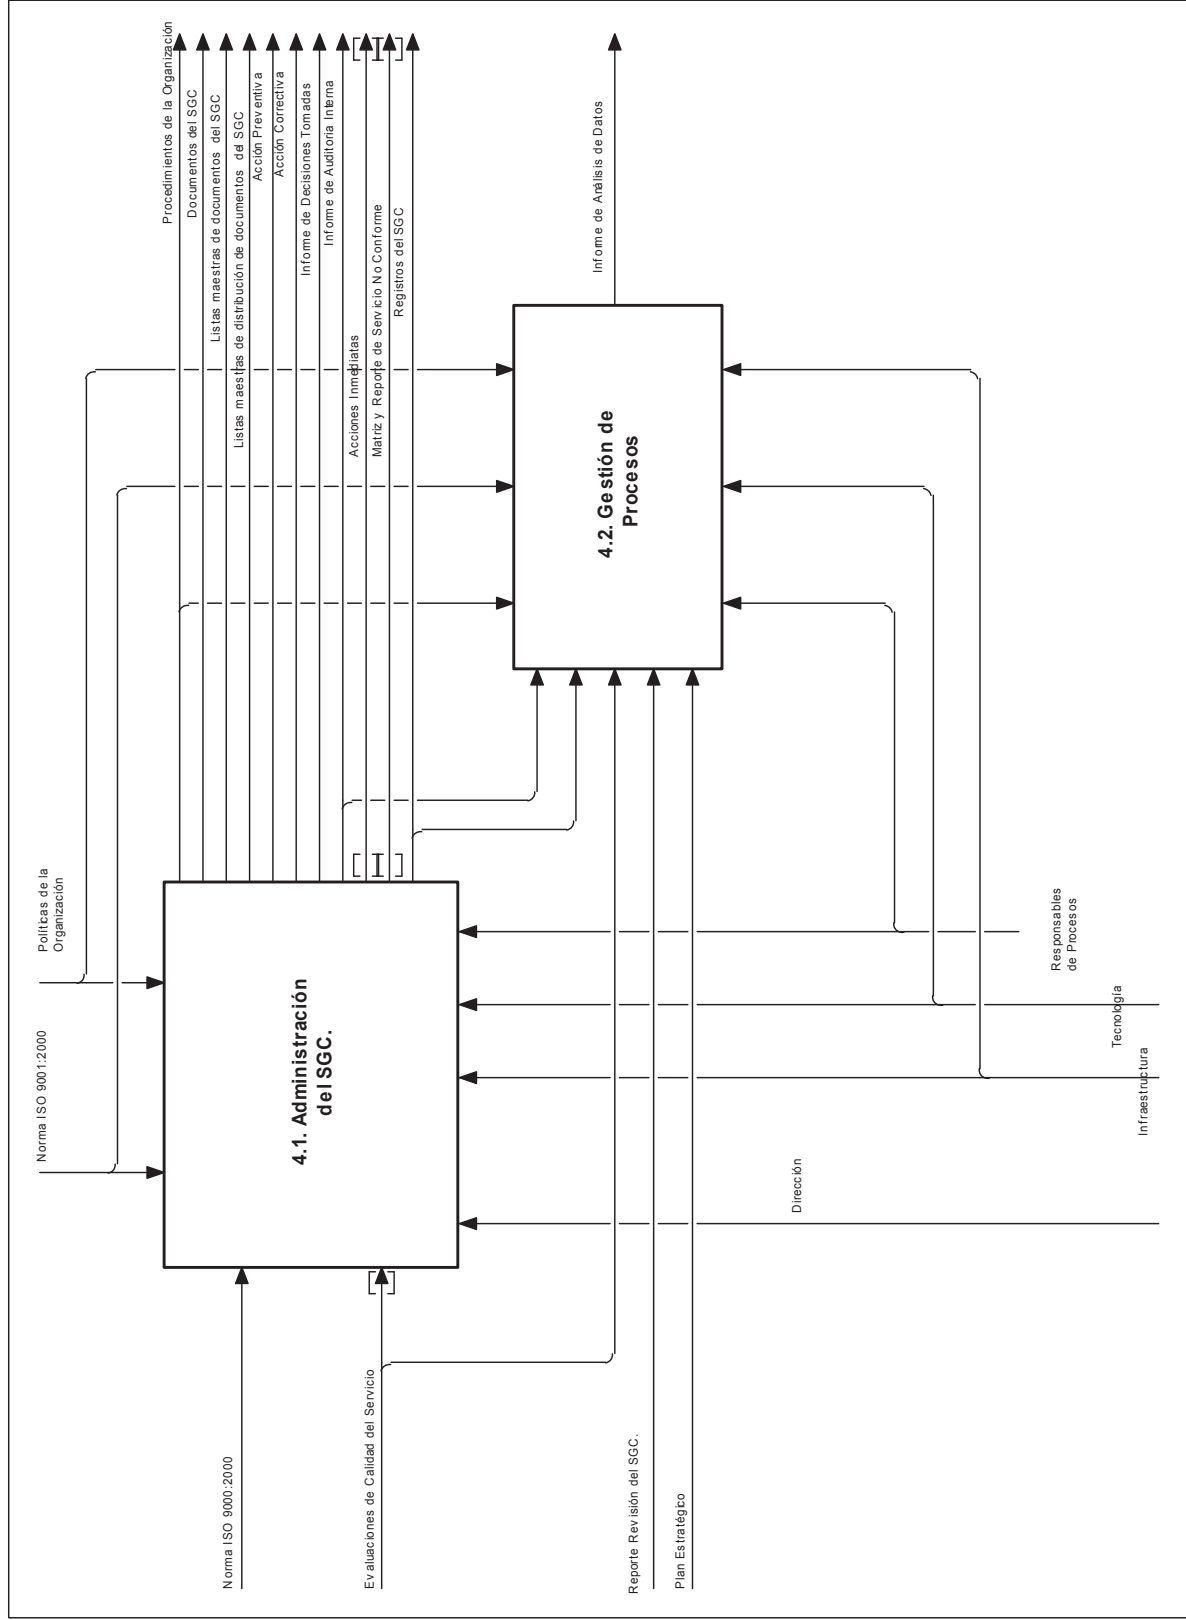 Norma ISO 9001:2000
Políticas de la
Organización
Norma ISO 9000:2000
Evaluaciones de Calidad del Servicio
Reporte Revisión del SGC.
Plan Estratégico
4.1. Administración
del SGC.
Procedimientos de la Organización
Documentos del SGC
Listas maestras de documentos del SGC
Listas maestras de distribución de documentos del SGC
Acción Preventiva
Acción Correctiva
Informe de Decisiones Tomadas
Informe de Auditoria Interna
Acciones Inmediatas
Matriz y Reporte de Servicio No Conforme
Registros del SGC
4.2. Gestión de
Procesos
Informe de Análisis de Datos
Dirección
Infraestructura
Tecnología
Responsables
de Procesos